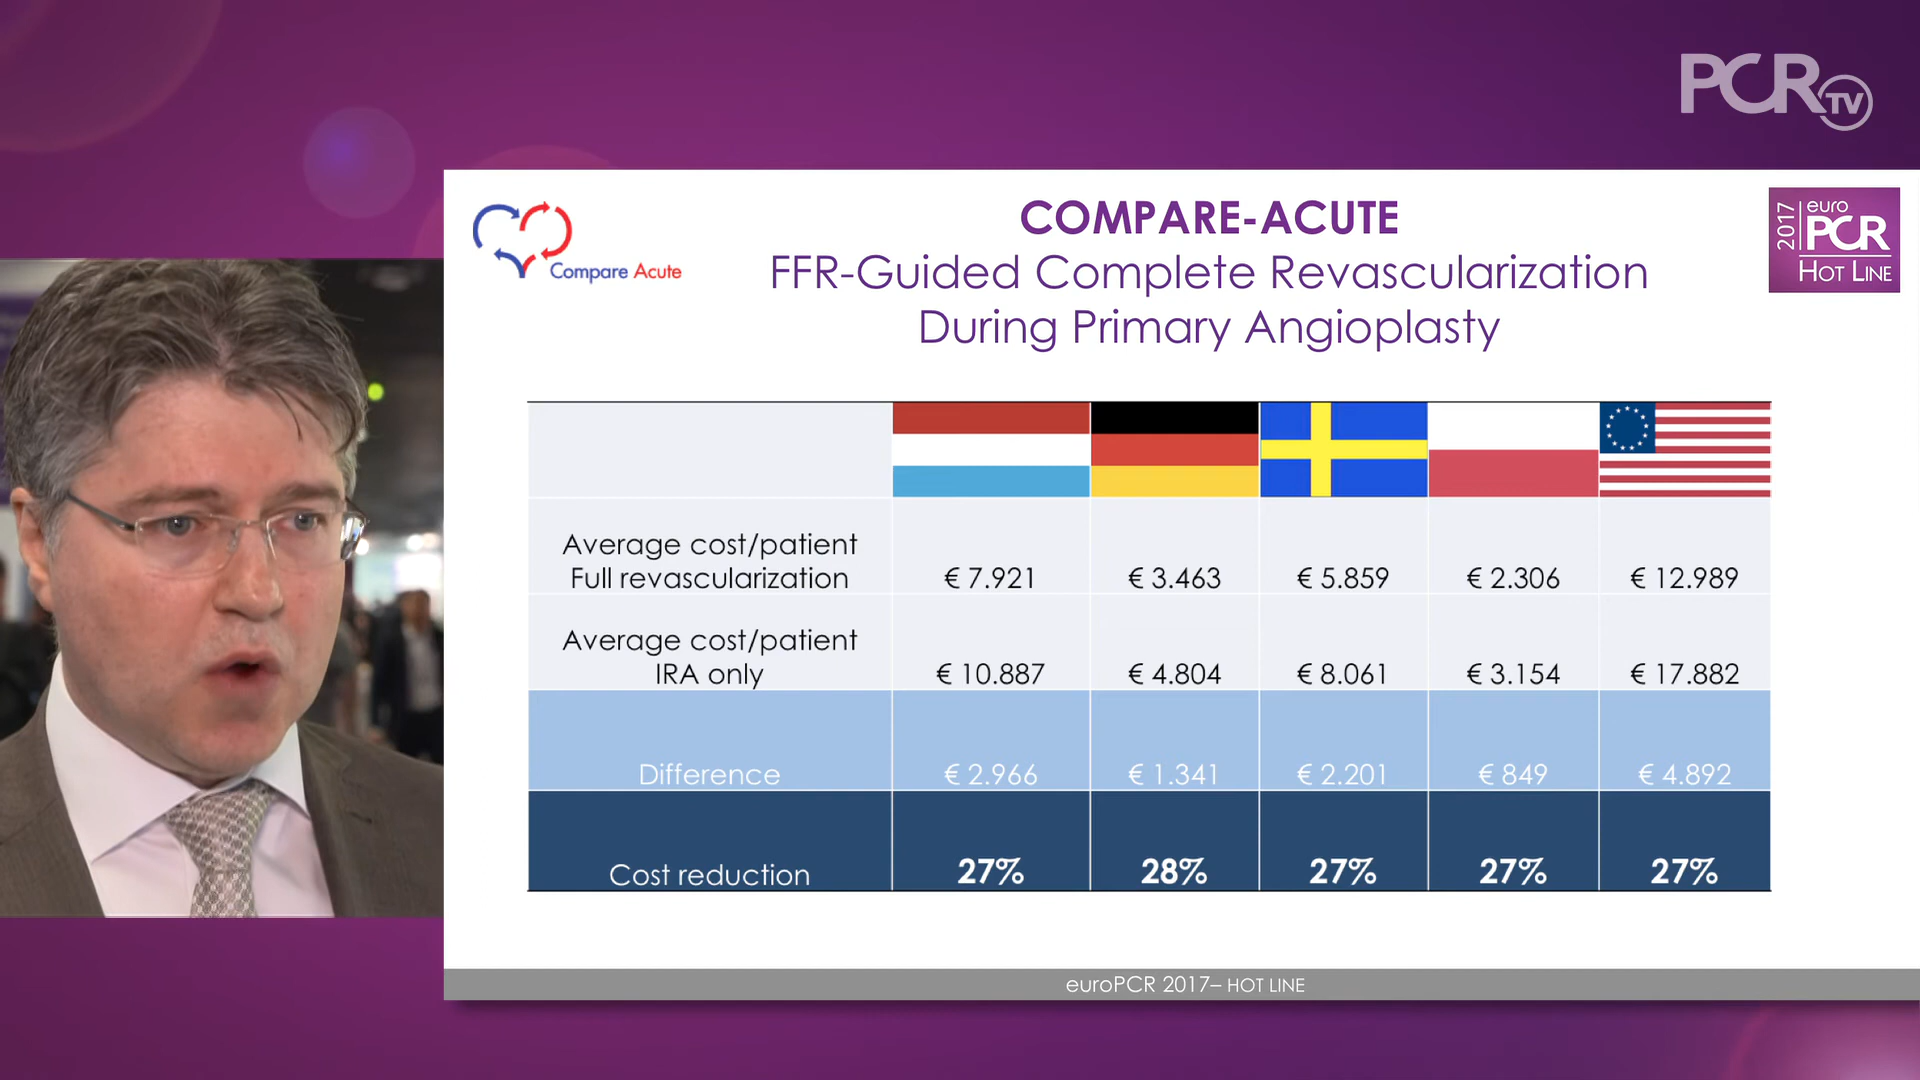 PCR TV
Compare Acute
COMPARE-ACUTE
FFR-Guided Complete Revascularization
During Primary Angioplasty
2017
euro
PCR
HOT LINE
Average cost/patient
Full revascularization
€ 7.921
€ 3.463
€ 5.859
€ 2.306
€ 12.989
Average cost/patient
IRA only
€ 10.887
€ 4.804
€ 8.061
€ 3.154
€ 17.882
Difference
€ 2.966
€ 1.341
€ 2.201
€ 849
€ 4.892
Cost reduction
27%
28%
27%
27%
27%
euroPCR 2017– HOT LINE